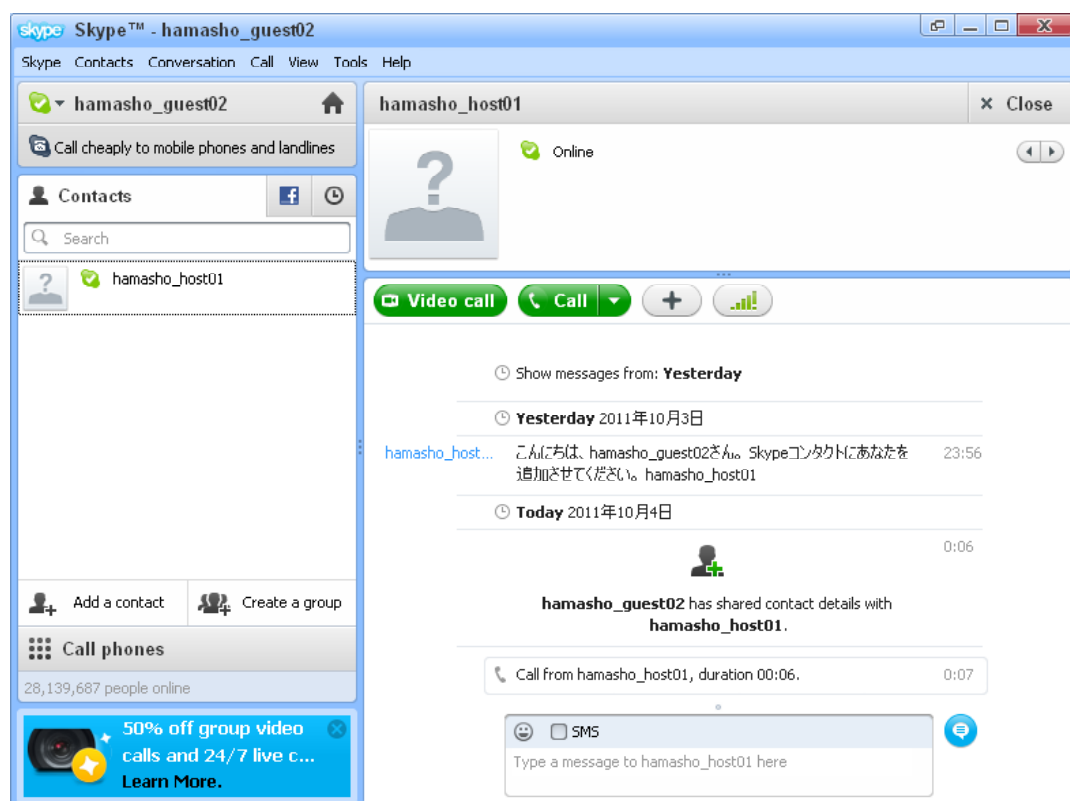 skype Skype™ - hamasho_guest02
Skype Contacts Conversation Call View Tools Help
hamasho_guest02
Call cheaply to mobile phones and landlines
Contacts
Search
hamasho_host01
Add a contact
Create a group
Call phones
28,139,687 people online
50% off group video
calls and 24/7 live c...
Learn More.
hamasho_host01
Close
Online
Video call
Call
Show messages from: Yesterday
Yesterday 2011年10月3日
hamasho_host... こんにちは、hamasho_guest02さん。Skypeコンタクトにあなたを 23:56
追加させてください。hamasho_host01
Today 2011年10月4日
0:06
hamasho_guest02 has shared contact details with
hamasho_host01.
Call from hamasho_host01, duration 00:06. 0:07
SMS
Type a message to hamasho_host01 here